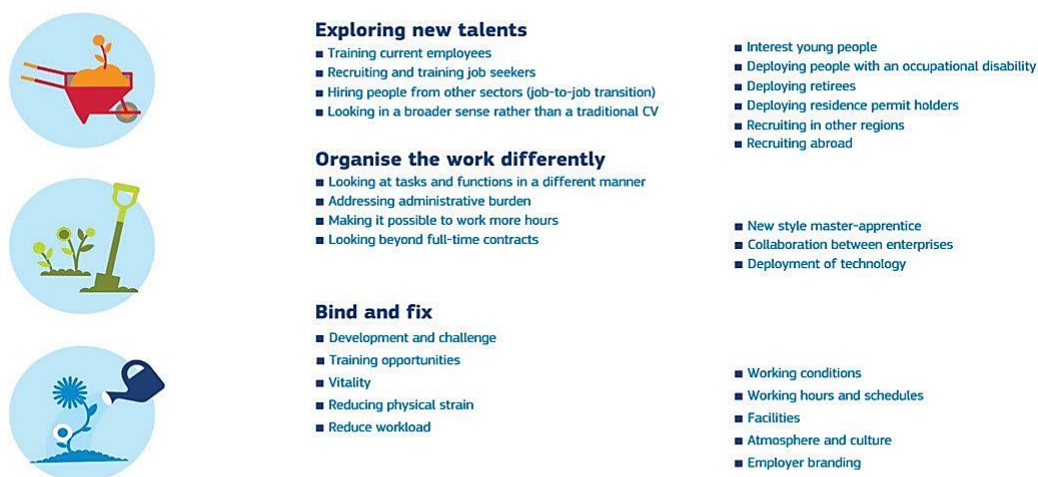 Exploring new talents
■ Training current employees
■ Recruiting and training job seekers
■ Hiring people from other sectors (job-to-job transition)
■ Looking in a broader sense rather than a traditional CV
■ Interest young people
■ Deploying people with an occupational disability
■ Deploying retirees
■ Deploying residence permit holders
■ Recruiting in other regions
■ Recruiting abroad
Organise the work differently
■ Looking at tasks and functions in a different manner
■ Addressing administrative burden
■ Making it possible to work more hours
■ Looking beyond full-time contracts
■ New style master-apprentice
■ Collaboration between enterprises
■ Deployment of technology
Bind and fix
■ Development and challenge
■ Training opportunities
■ Vitality
■ Reducing physical strain
■ Reduce workload
■ Working conditions
■ Working hours and schedules
■ Facilities
■ Atmosphere and culture
■ Employer branding